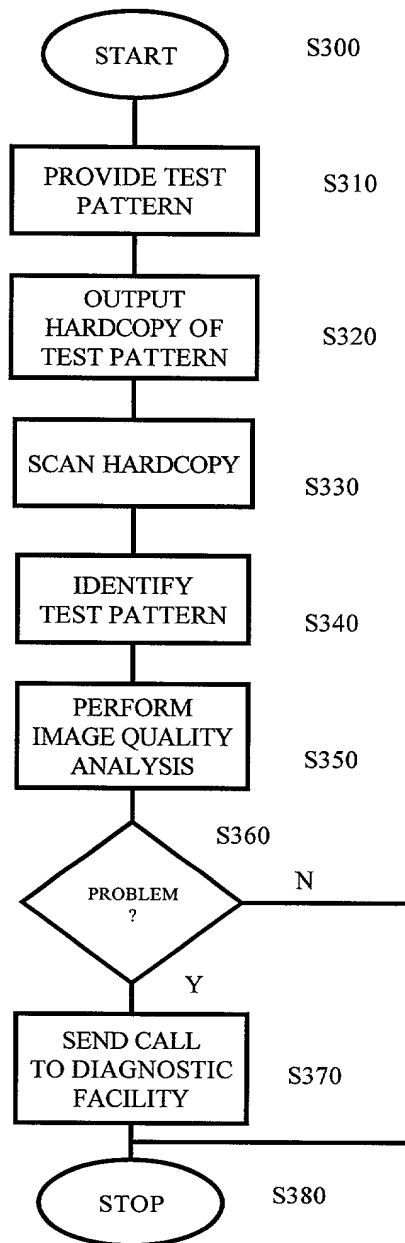 START
S300
PROVIDE TEST
PATTERN
S310
OUTPUT
HARDCOPY OF
TEST PATTERN
S320
SCAN HARDCOPY
S330
IDENTIFY
TEST PATTERN
S340
PERFORM
IMAGE QUALITY
ANALYSIS
S350
S360
PROBLEM
?
N
Y
SEND CALL
TO DIAGNOSTIC
FACILITY
S370
STOP
S380